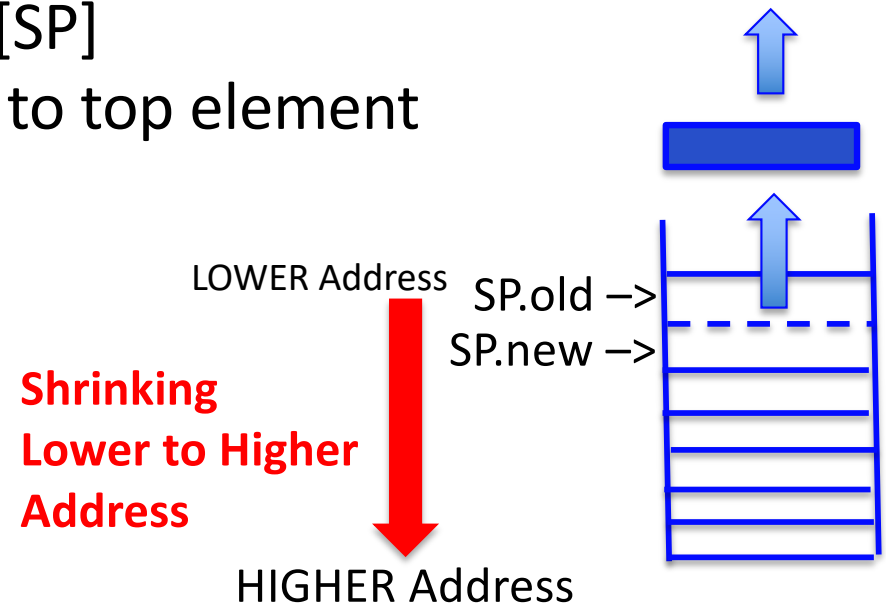 [SP]
to top element
LOWER Address
SP.old –>
SP.new –>
Shrinking
Lower to Higher
Address
HIGHER Address